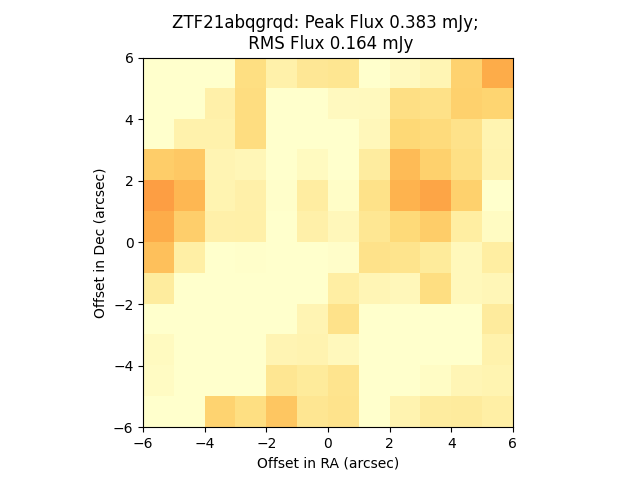 ZTF21abqgrqd: Peak Flux 0.383 mJy;
RMS Flux 0.164 mJy
6
4
2
0
−2
−4
−6
Offset in Dec (arcsec)
−6 −4 −2 0 2 4 6
Offset in RA (arcsec)